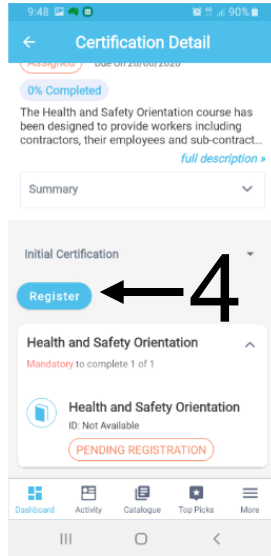 9:48 90%
Certification Detail
Assigned Due On 26/06/2020
0% Completed
The Health and Safety Orientation course has
been designed to provide workers including
contractors, their employees and sub-contract...
full description »
Summary
Initial Certification
Register 4
Health and Safety Orientation
Mandatory to complete 1 of 1
Health and Safety Orientation
ID: Not Available
PENDING REGISTRATION
Dashboard Activity Catalogue Top Picks More